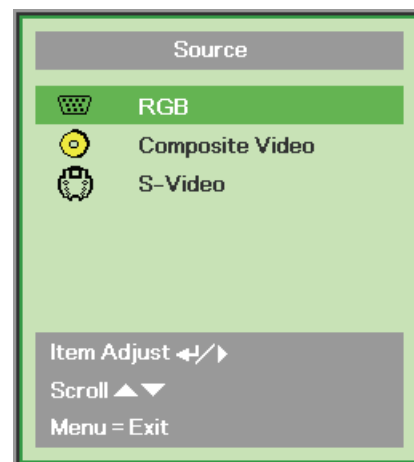 Source
RGB
Composite Video
S-Video
Item Adjust ↵/▶
Scroll ▲▼
Menu = Exit